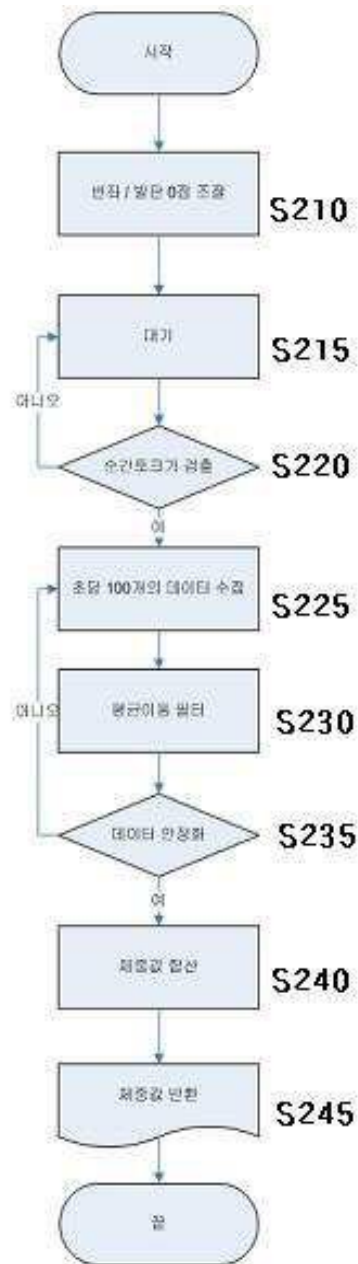 시작
변좌 / 발판 0점 조절
S210
대기
S215
아니오
순간토크가 검출
S220
예
초당 100개의 데이터 수집
S225
아니오
평균이동 필터
S230
데이터 안정화
S235
예
체중값 환산
S240
체중값 반환
S245
끝